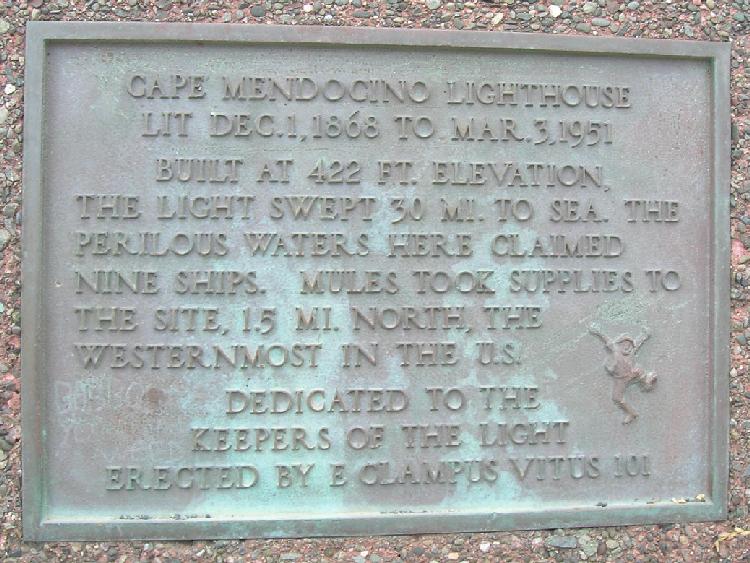 CAPE MENDOCINO LIGHTHOUSE
LIT DEC. 1, 1868 TO MAR. 3, 1951
BUILT AT 422 FT. ELEVATION,
THE LIGHT SWEPT 30 MI. TO SEA. THE
PERILOUS WATERS HERE CLAIMED
NINE SHIPS. MULES TOOK SUPPLIES TO
THE SITE, 1.5 MI. NORTH, THE
WESTERNMOST IN THE U.S.
DEDICATED TO THE
KEEPERS OF THE LIGHT
ERECTED BY E CLAMPUS VITUS 101